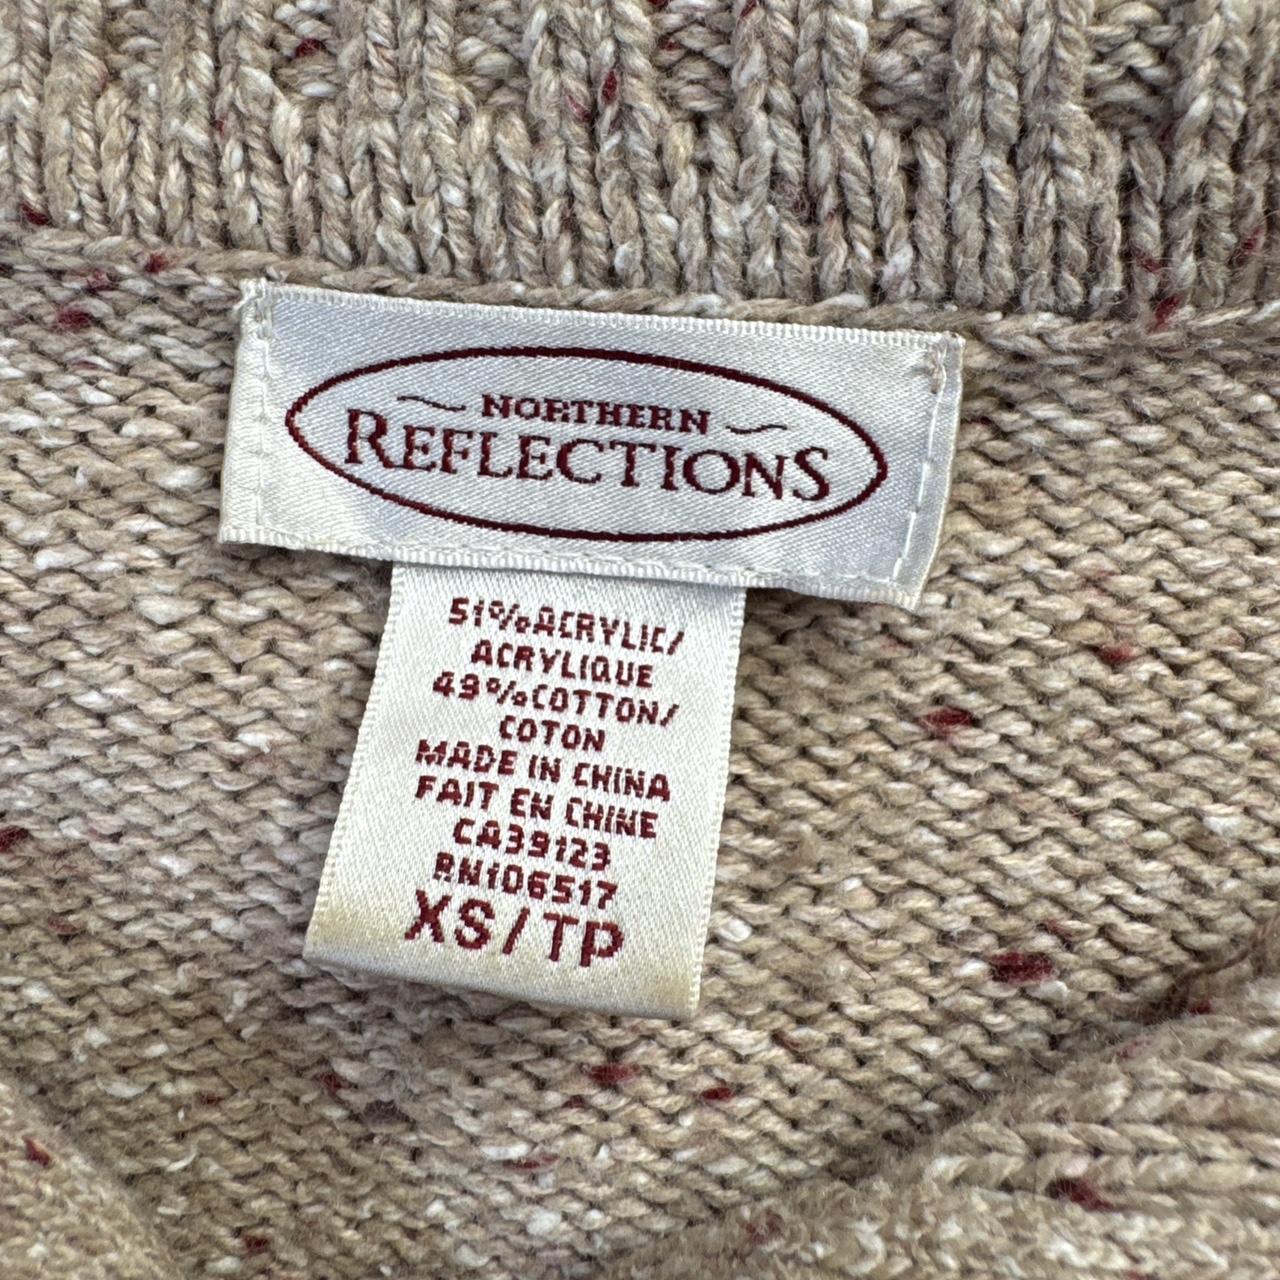 NORTHERN
REFLECTIONS
51%ACRYLIC/
ACRYLIQUE
49%COTTON/
COTON
MADE IN CHINA
FAIT EN CHINE
CA39123
RN106517
XS/TP